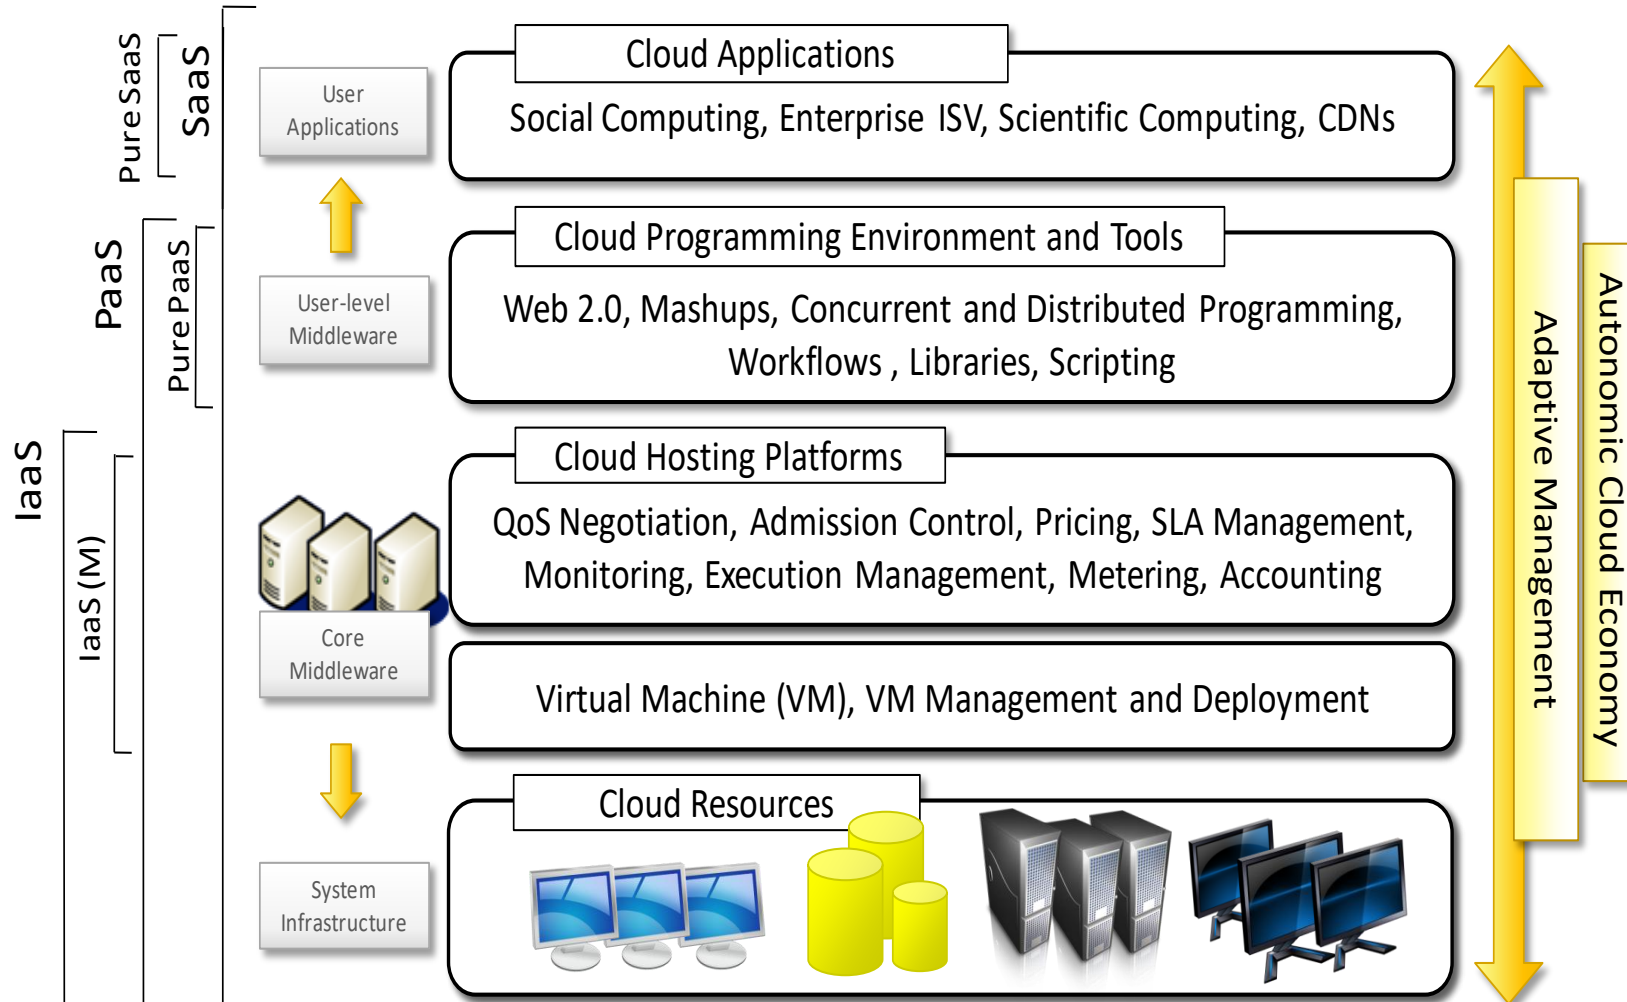 Pure SaaS
SaaS
User
Applications
Cloud Applications
Social Computing, Enterprise ISV, Scientific Computing, CDNs
PaaS
Pure PaaS
User-level
Middleware
Cloud Programming Environment and Tools
Web 2.0, Mashups, Concurrent and Distributed Programming,
Workflows , Libraries, Scripting
IaaS
IaaS (M)
Core
Middleware
Cloud Hosting Platforms
QoS Negotiation, Admission Control, Pricing, SLA Management,
Monitoring, Execution Management, Metering, Accounting
Virtual Machine (VM), VM Management and Deployment
System
Infrastructure
Cloud Resources
Adaptive Management
Autonomic Cloud Economy